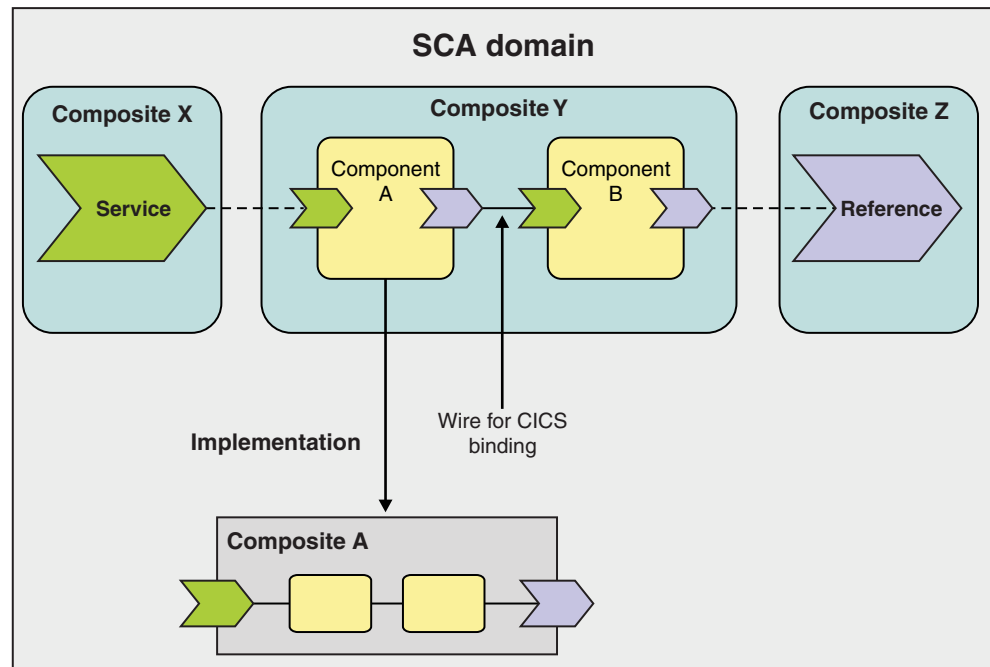 SCA domain
Composite X
Composite Y
Composite Z
Service
Component
A
Component
B
Reference
Wire for CICS
binding
Implementation
Composite A